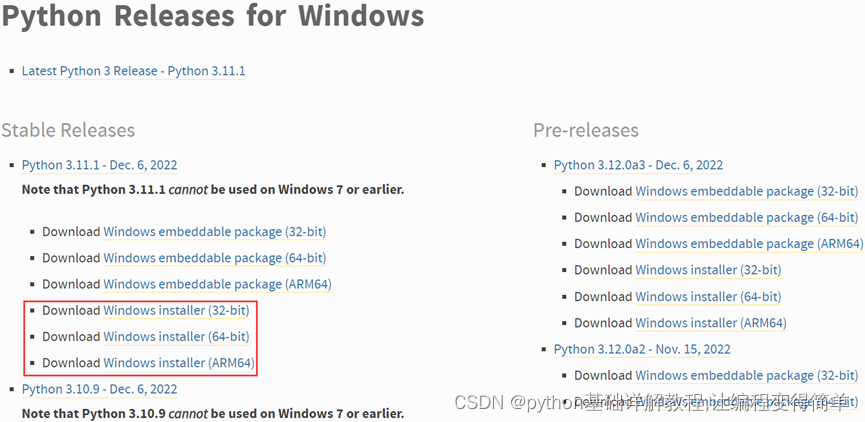 Python Releases for Windows
Latest Python 3 Release - Python 3.11.1
Stable Releases
Python 3.11.1 - Dec. 6, 2022
Note that Python 3.11.1 cannot be used on Windows 7 or earlier.
Download Windows embeddable package (32-bit)
Download Windows embeddable package (64-bit)
Download Windows embeddable package (ARM64)
Download Windows installer (32-bit)
Download Windows installer (64-bit)
Download Windows installer (ARM64)
Python 3.10.9 - Dec. 6, 2022
Note that Python 3.10.9 cannot be used on Windows 7 or earlier.
Pre-releases
Python 3.12.0a3 - Dec. 6, 2022
Download Windows embeddable package (32-bit)
Download Windows embeddable package (64-bit)
Download Windows embeddable package (ARM64)
Download Windows installer (32-bit)
Download Windows installer (64-bit)
Download Windows installer (ARM64)
Python 3.12.0a2 - Nov. 15, 2022
Download Windows embeddable package (32-bit)
Download Windows embeddable package (64-bit)
CSDN @python基础详解教程,让编程变得简单